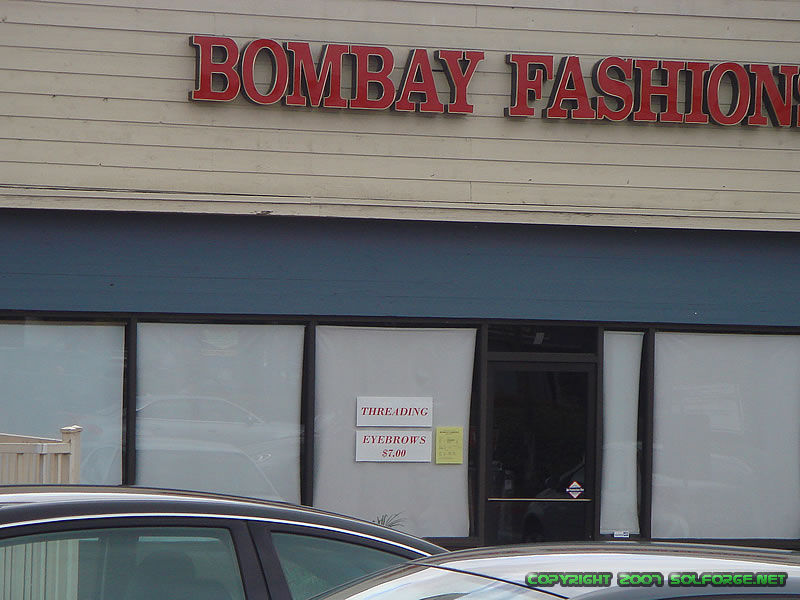 BOMBAY FASHIONS
THREADING
EYEBROWS
$7.00
COPYRIGHT 2007 SOLFORGE.NET